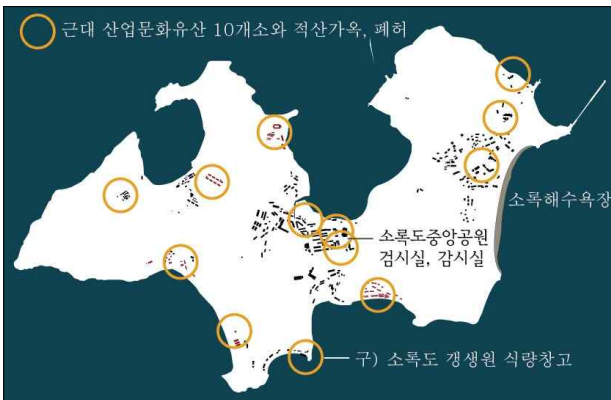 근대 산업문화유산 10개소와 적산가옥, 폐허
소록해수욕장
소록도중앙공원
검시실, 감시실
구) 소록도 갱생원 식량창고